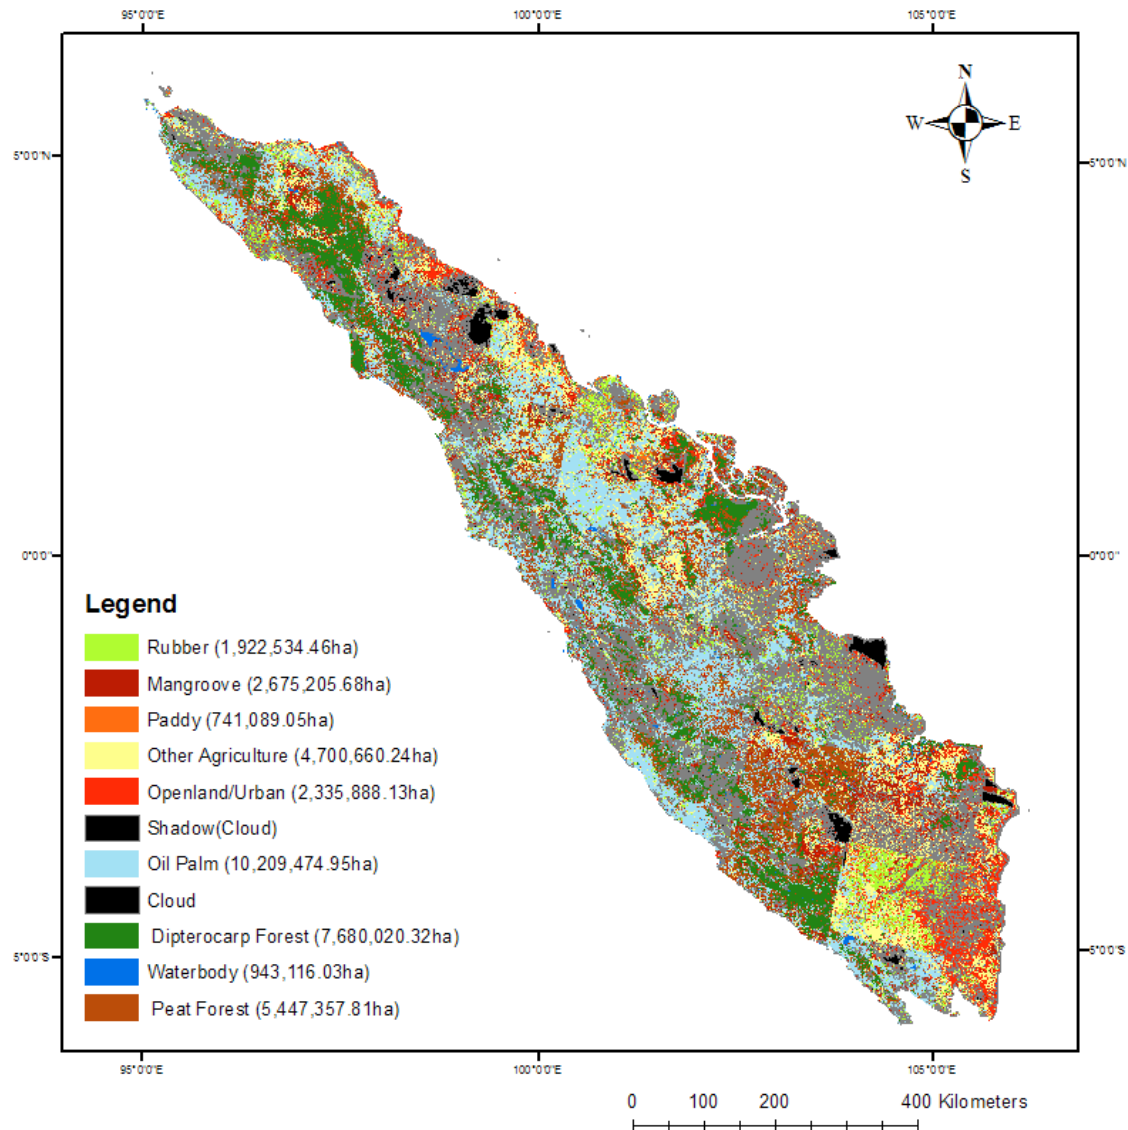 95°0'0"E 100°0'0"E 105°0'0"E
N
W E
S
5°0'0"N 5°0'0"N
0°0'0" 0°0'0"
Legend
Rubber (1,922,534.46ha)
Mangroove (2,675,205.68ha)
Paddy (741,089.05ha)
Other Agriculture (4,700,660.24ha)
Openland/Urban (2,335,888.13ha)
Shadow(Cloud)
Oil Palm (10,209,474.95ha)
Cloud
Dipterocarp Forest (7,680,020.32ha)
Waterbody (943,116.03ha)
Peat Forest (5,447,357.81ha)
5°0'0"S 5°0'0"S
95°0'0"E 100°0'0"E 105°0'0"E
0 100 200 400 Kilometers